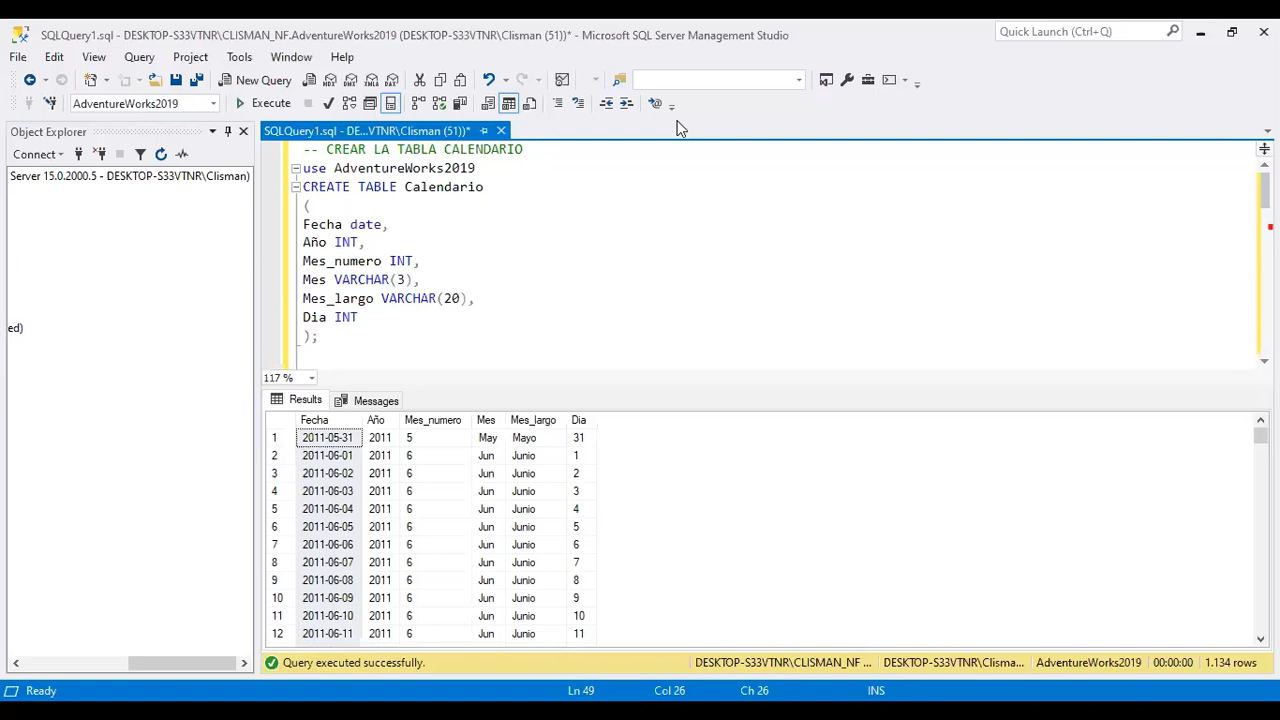 SQLQuery1.sql - DESKTOP-S33VTNR\CLISMAN_NF.AdventureWorks2019 (DESKTOP-S33VTNR\Clisman (51))* - Microsoft SQL Server Management Studio
Quick Launch (Ctrl+Q)
File Edit View Query Project Tools Window Help
New Query
MDX DMX XMLA DAX
AdventureWorks2019
Execute
Object Explorer
SQLQuery1.sql - DE...VTNR\Clisman (51))*
Connect
Server 15.0.2000.5 - DESKTOP-S33VTNR\Clisman)
ed)
-- CREAR LA TABLA CALENDARIO
use AdventureWorks2019
CREATE TABLE Calendario
(
Fecha date,
Año INT,
Mes_numero INT,
Mes VARCHAR(3),
Mes_largo VARCHAR(20),
Dia INT
);
117 %
Results Messages
Fecha Año Mes_numero Mes Mes_largo Dia
1 2011-05-31 2011 5 May Mayo 31
2 2011-06-01 2011 6 Jun Junio 1
3 2011-06-02 2011 6 Jun Junio 2
4 2011-06-03 2011 6 Jun Junio 3
5 2011-06-04 2011 6 Jun Junio 4
6 2011-06-05 2011 6 Jun Junio 5
7 2011-06-06 2011 6 Jun Junio 6
8 2011-06-07 2011 6 Jun Junio 7
9 2011-06-08 2011 6 Jun Junio 8
10 2011-06-09 2011 6 Jun Junio 9
11 2011-06-10 2011 6 Jun Junio 10
12 2011-06-11 2011 6 Jun Junio 11
Query executed successfully.
DESKTOP-S33VTNR\CLISMAN_NF ... DESKTOP-S33VTNR\Clisma... AdventureWorks2019 00:00:00 1.134 rows
Ready
Ln 49 Col 26 Ch 26 INS